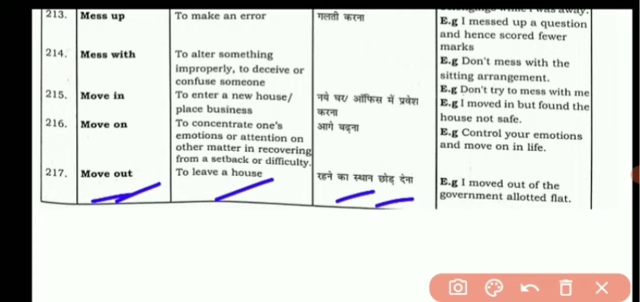 213. Mess up
To make an error
गलती करना
E.g I messed up a question
and hence scored fewer
marks
214. Mess with
To alter something
improperly, to deceive or
confuse someone
E.g Don't mess with the
sitting arrangement.
E.g Don't try to mess with me
215. Move in
To enter a new house/
place business
नये घर/ ऑफिस में प्रवेश
करना
E.g I moved in but found the
house not safe.
216. Move on
To concentrate one's
emotions or attention on
other matter in recovering
from a setback or difficulty.
आगे बढ़ना
E.g Control your emotions
and move on in life.
217. Move out
To leave a house
रहने का स्थान छोड़ देना
E.g I moved out of the
government allotted flat.